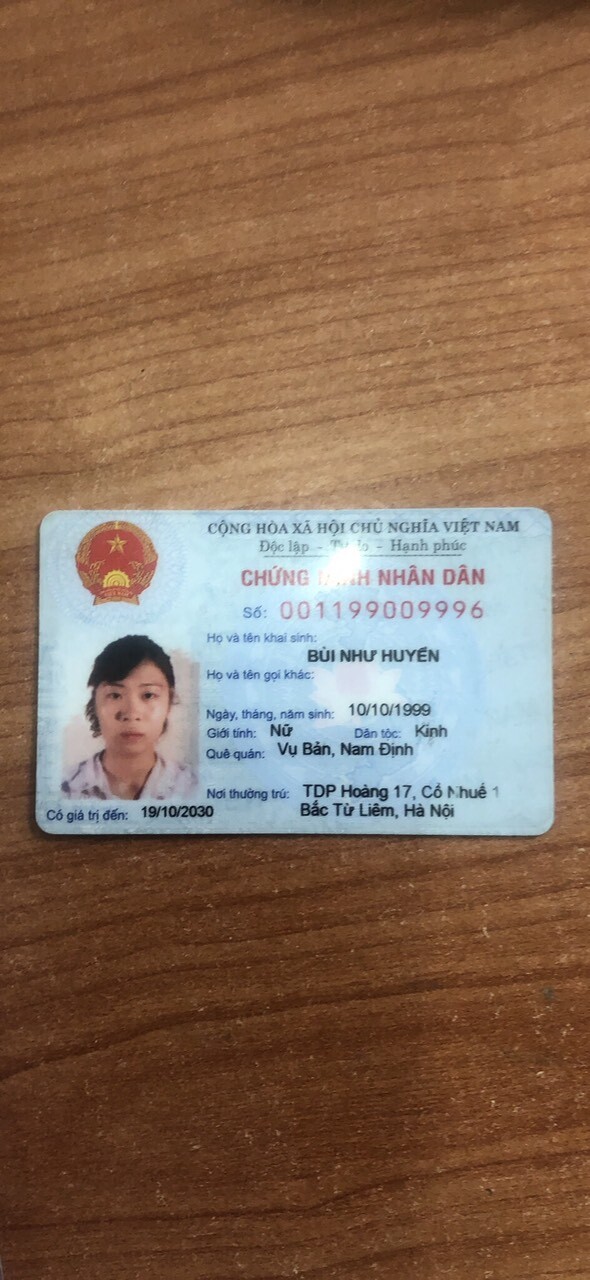 CỘNG HÒA XÃ HỘI CHỦ NGHĨA VIỆT NAM
Độc lập - Tự do - Hạnh phúc
CHỨNG MINH NHÂN DÂN
Số: 001199009996
Họ và tên khai sinh:
BÙI NHƯ HUYỀN
Họ và tên gọi khác:
Ngày, tháng, năm sinh: 10/10/1999
Giới tính: Nữ Dân tộc: Kinh
Quê quán: Vụ Bản, Nam Định
Nơi thường trú: TDP Hoàng 17, Cổ Nhuế 1
Bắc Từ Liêm, Hà Nội
Có giá trị đến: 19/10/2030